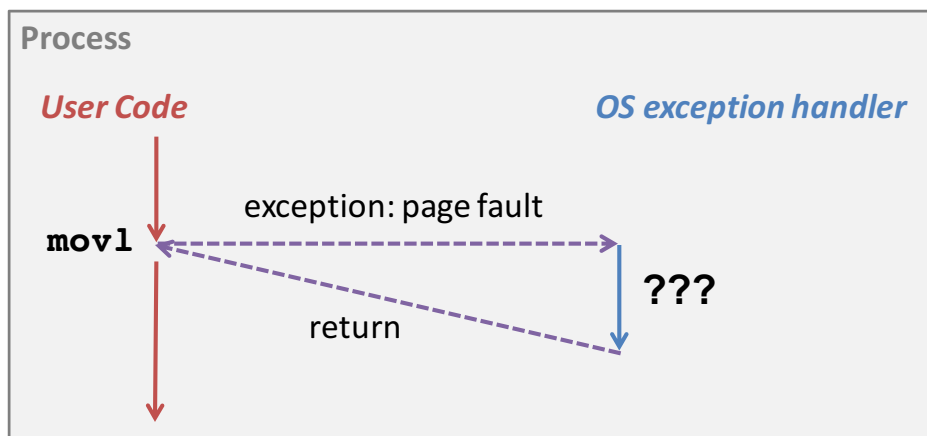 Process
User Code
OS exception handler
exception: page fault
movl
???
return